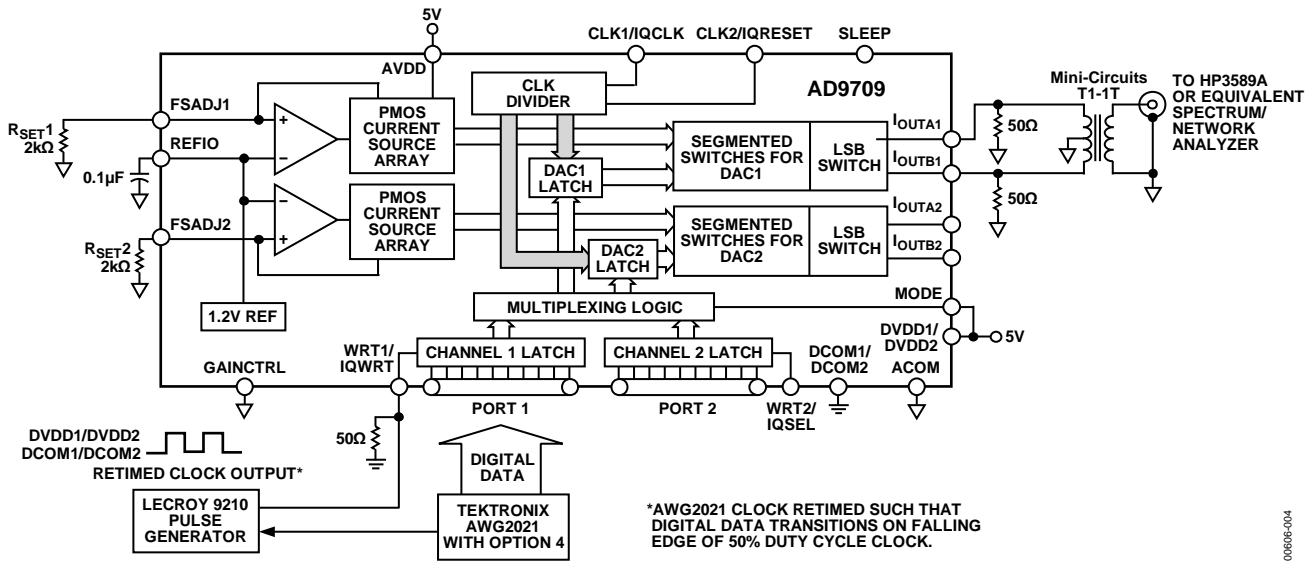 5V
CLK1/IQCLK
CLK2/IQRESET
SLEEP
AVDD
CLK
DIVIDER
AD9709
Mini-Circuits
T1-1T
TO HP3589A
OR EQUIVALENT
SPECTRUM/
NETWORK
ANALYZER
FSADJ1
RSET1
2kΩ
REFIO
0.1µF
+
–
PMOS
CURRENT
SOURCE
ARRAY
DAC1
LATCH
SEGMENTED
SWITCHES FOR
DAC1
LSB
SWITCH
IOUTA1
IOUTB1
50Ω
50Ω
FSADJ2
RSET2
2kΩ
–
+
PMOS
CURRENT
SOURCE
ARRAY
DAC2
LATCH
SEGMENTED
SWITCHES FOR
DAC2
LSB
SWITCH
IOUTA2
IOUTB2
1.2V REF
MULTIPLEXING LOGIC
MODE
DVDD1/
DVDD2
5V
GAINCTRL
WRT1/
IQWRT
CHANNEL 1 LATCH
CHANNEL 2 LATCH
DCOM1/
DCOM2
ACOM
PORT 1
PORT 2
WRT2/
IQSEL
DVDD1/DVDD2
DCOM1/DCOM2
RETIMED CLOCK OUTPUT*
50Ω
DIGITAL
DATA
LECROY 9210
PULSE
GENERATOR
TEKTRONIX
AWG2021
WITH OPTION 4
*AWG2021 CLOCK RETIMED SUCH THAT
DIGITAL DATA TRANSITIONS ON FALLING
EDGE OF 50% DUTY CYCLE CLOCK.
00606-004